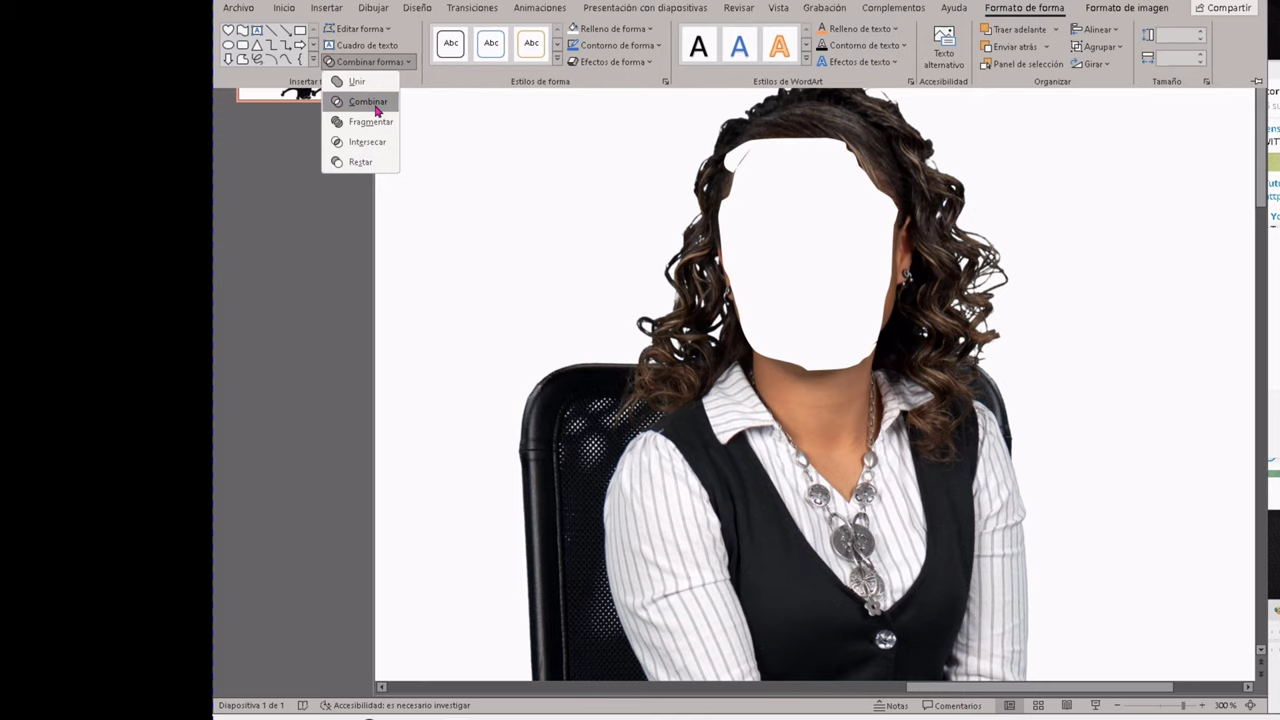 Archivo Inicio Insertar Dibujar Diseño Transiciones Animaciones Presentación con diapositivas Revisar Vista Grabación Complementos Ayuda Formato de forma Formato de imagen Compartir
Editar forma
Cuadro de texto
Combinar formas
Insertar
Unir
Combinar
Fragmentar
Intersecar
Restar
Abc Abc Abc
Relleno de forma
Contorno de forma
Efectos de forma
Estilos de forma
A A A
Relleno de texto
Contorno de texto
Efectos de texto
Estilos de WordArt
Texto
alternativo
Accesibilidad
Traer adelante
Enviar atrás
Panel de selección
Alinear
Agrupar
Girar
Organizar
Tamaño
Diapositiva 1 de 1 Accesibilidad: es necesario investigar Notas Comentarios 300 %